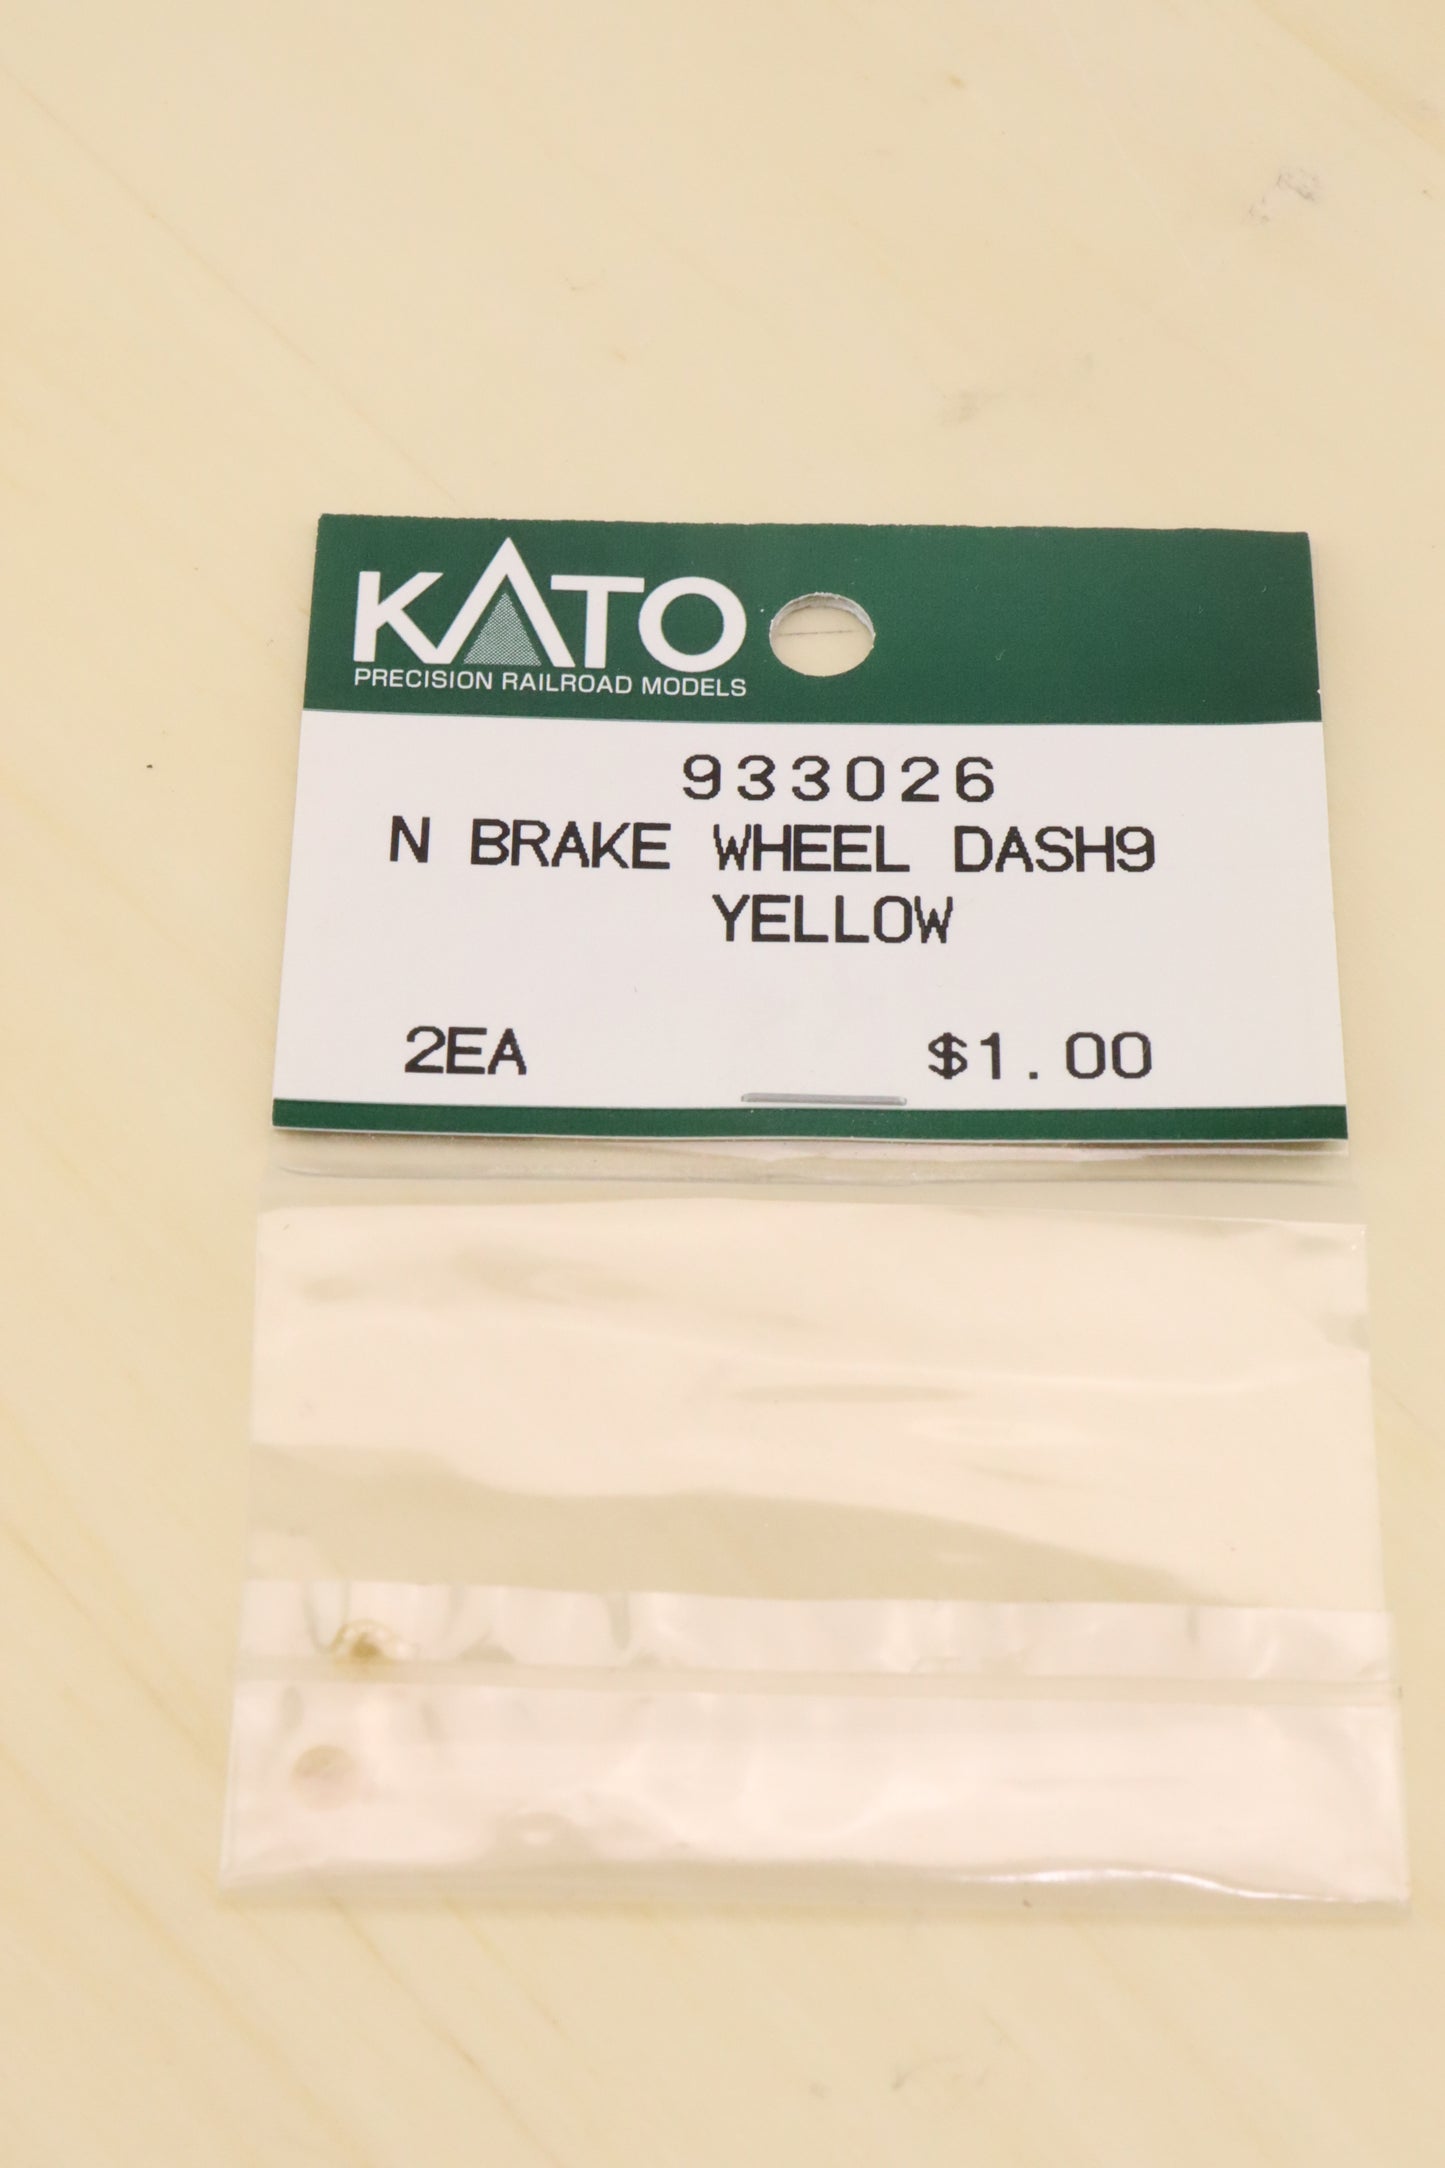 KATO
PRECISION RAILROAD MODELS
933026
N BRAKE WHEEL DASH9
YELLOW
2EA $1.00